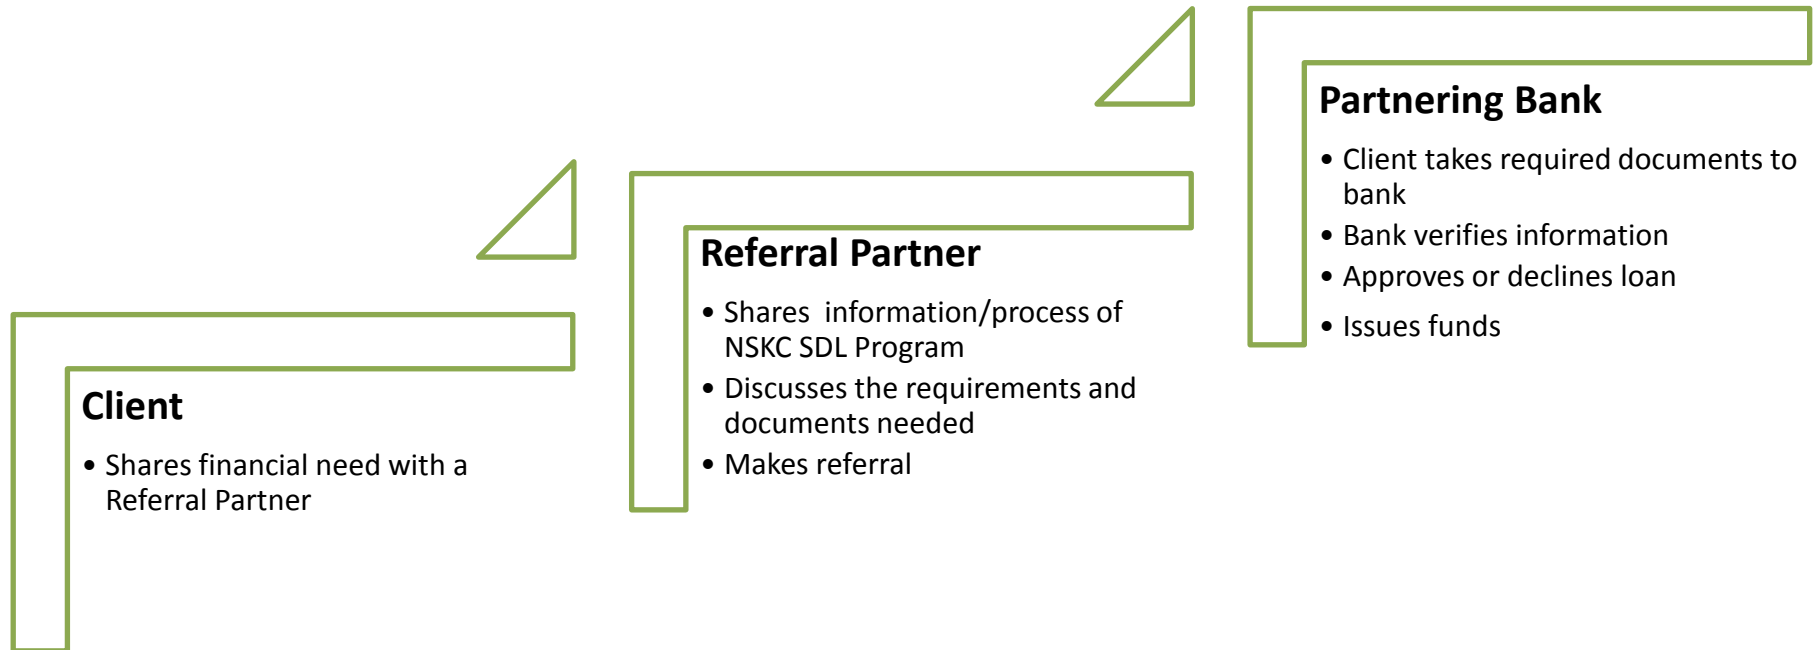 Client
• Shares financial need with a
Referral Partner
Referral Partner
• Shares  information/process of
NSKC SDL Program
• Discusses the requirements and
documents needed
• Makes referral
Partnering Bank
• Client takes required documents to
bank
• Bank verifies information
• Approves or declines loan
• Issues funds